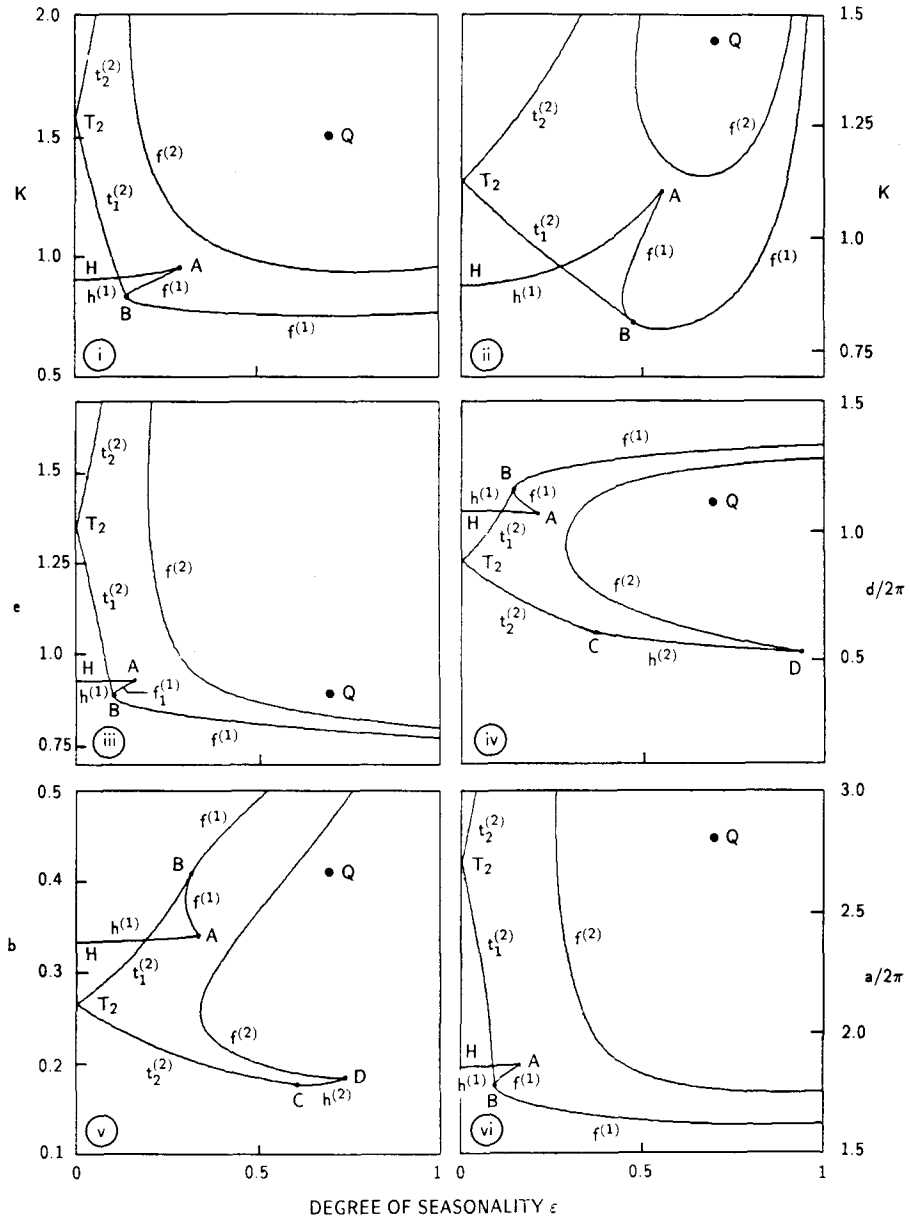 2.0
1.5
1.0
0.5
K
t₂⁽²⁾
T₂
t₁⁽²⁾
f⁽²⁾
Q
H
A
h⁽¹⁾
f⁽¹⁾
B
f⁽¹⁾
i
1.5
1.25
1.0
0.75
K
Q
t₂⁽²⁾
f⁽²⁾
T₂
A
t₁⁽²⁾
f⁽¹⁾
f⁽¹⁾
H
h⁽¹⁾
B
ii
1.5
1.25
1.0
0.75
e
t₂⁽²⁾
T₂
f⁽²⁾
t₁⁽²⁾
H
A
Q
h⁽¹⁾
f₁⁽¹⁾
B
f⁽¹⁾
iii
1.5
1.0
0.5
d/2π
f⁽¹⁾
B
h⁽¹⁾
f⁽¹⁾
Q
H
A
t₁⁽²⁾
T₂
f⁽²⁾
t₂⁽²⁾
C
h⁽²⁾
D
iv
0.5
0.4
0.3
0.2
0.1
b
f⁽¹⁾
B
Q
f⁽¹⁾
h⁽¹⁾
A
H
t₁⁽²⁾
T₂
f⁽²⁾
t₂⁽²⁾
D
C
h⁽²⁾
v
0
0.5
1
3.0
2.5
2.0
1.5
a/2π
t₂⁽²⁾
Q
T₂
t₁⁽²⁾
f⁽²⁾
H
A
h⁽¹⁾
f⁽¹⁾
B
f⁽¹⁾
vi
0
0.5
1
DEGREE OF SEASONALITY ε